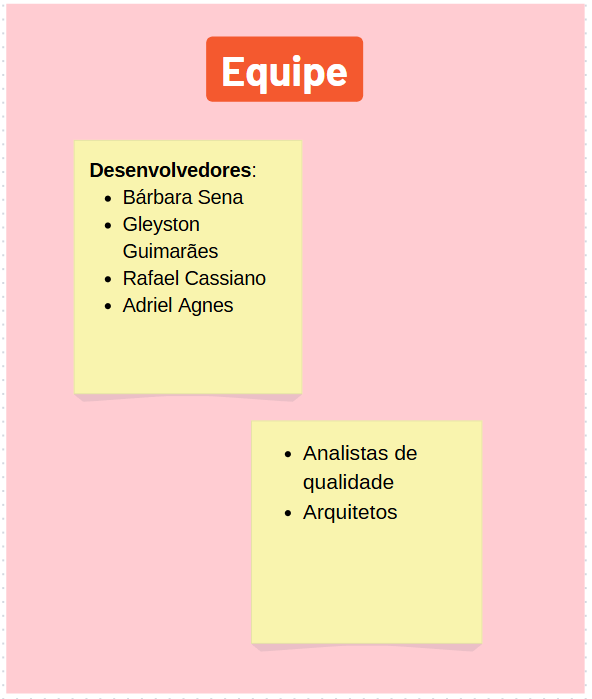 Equipe
Desenvolvedores:
• Bárbara Sena
• Gleyston
Guimarães
• Rafael Cassiano
• Adriel Agnes
• Analistas de
qualidade
• Arquitetos